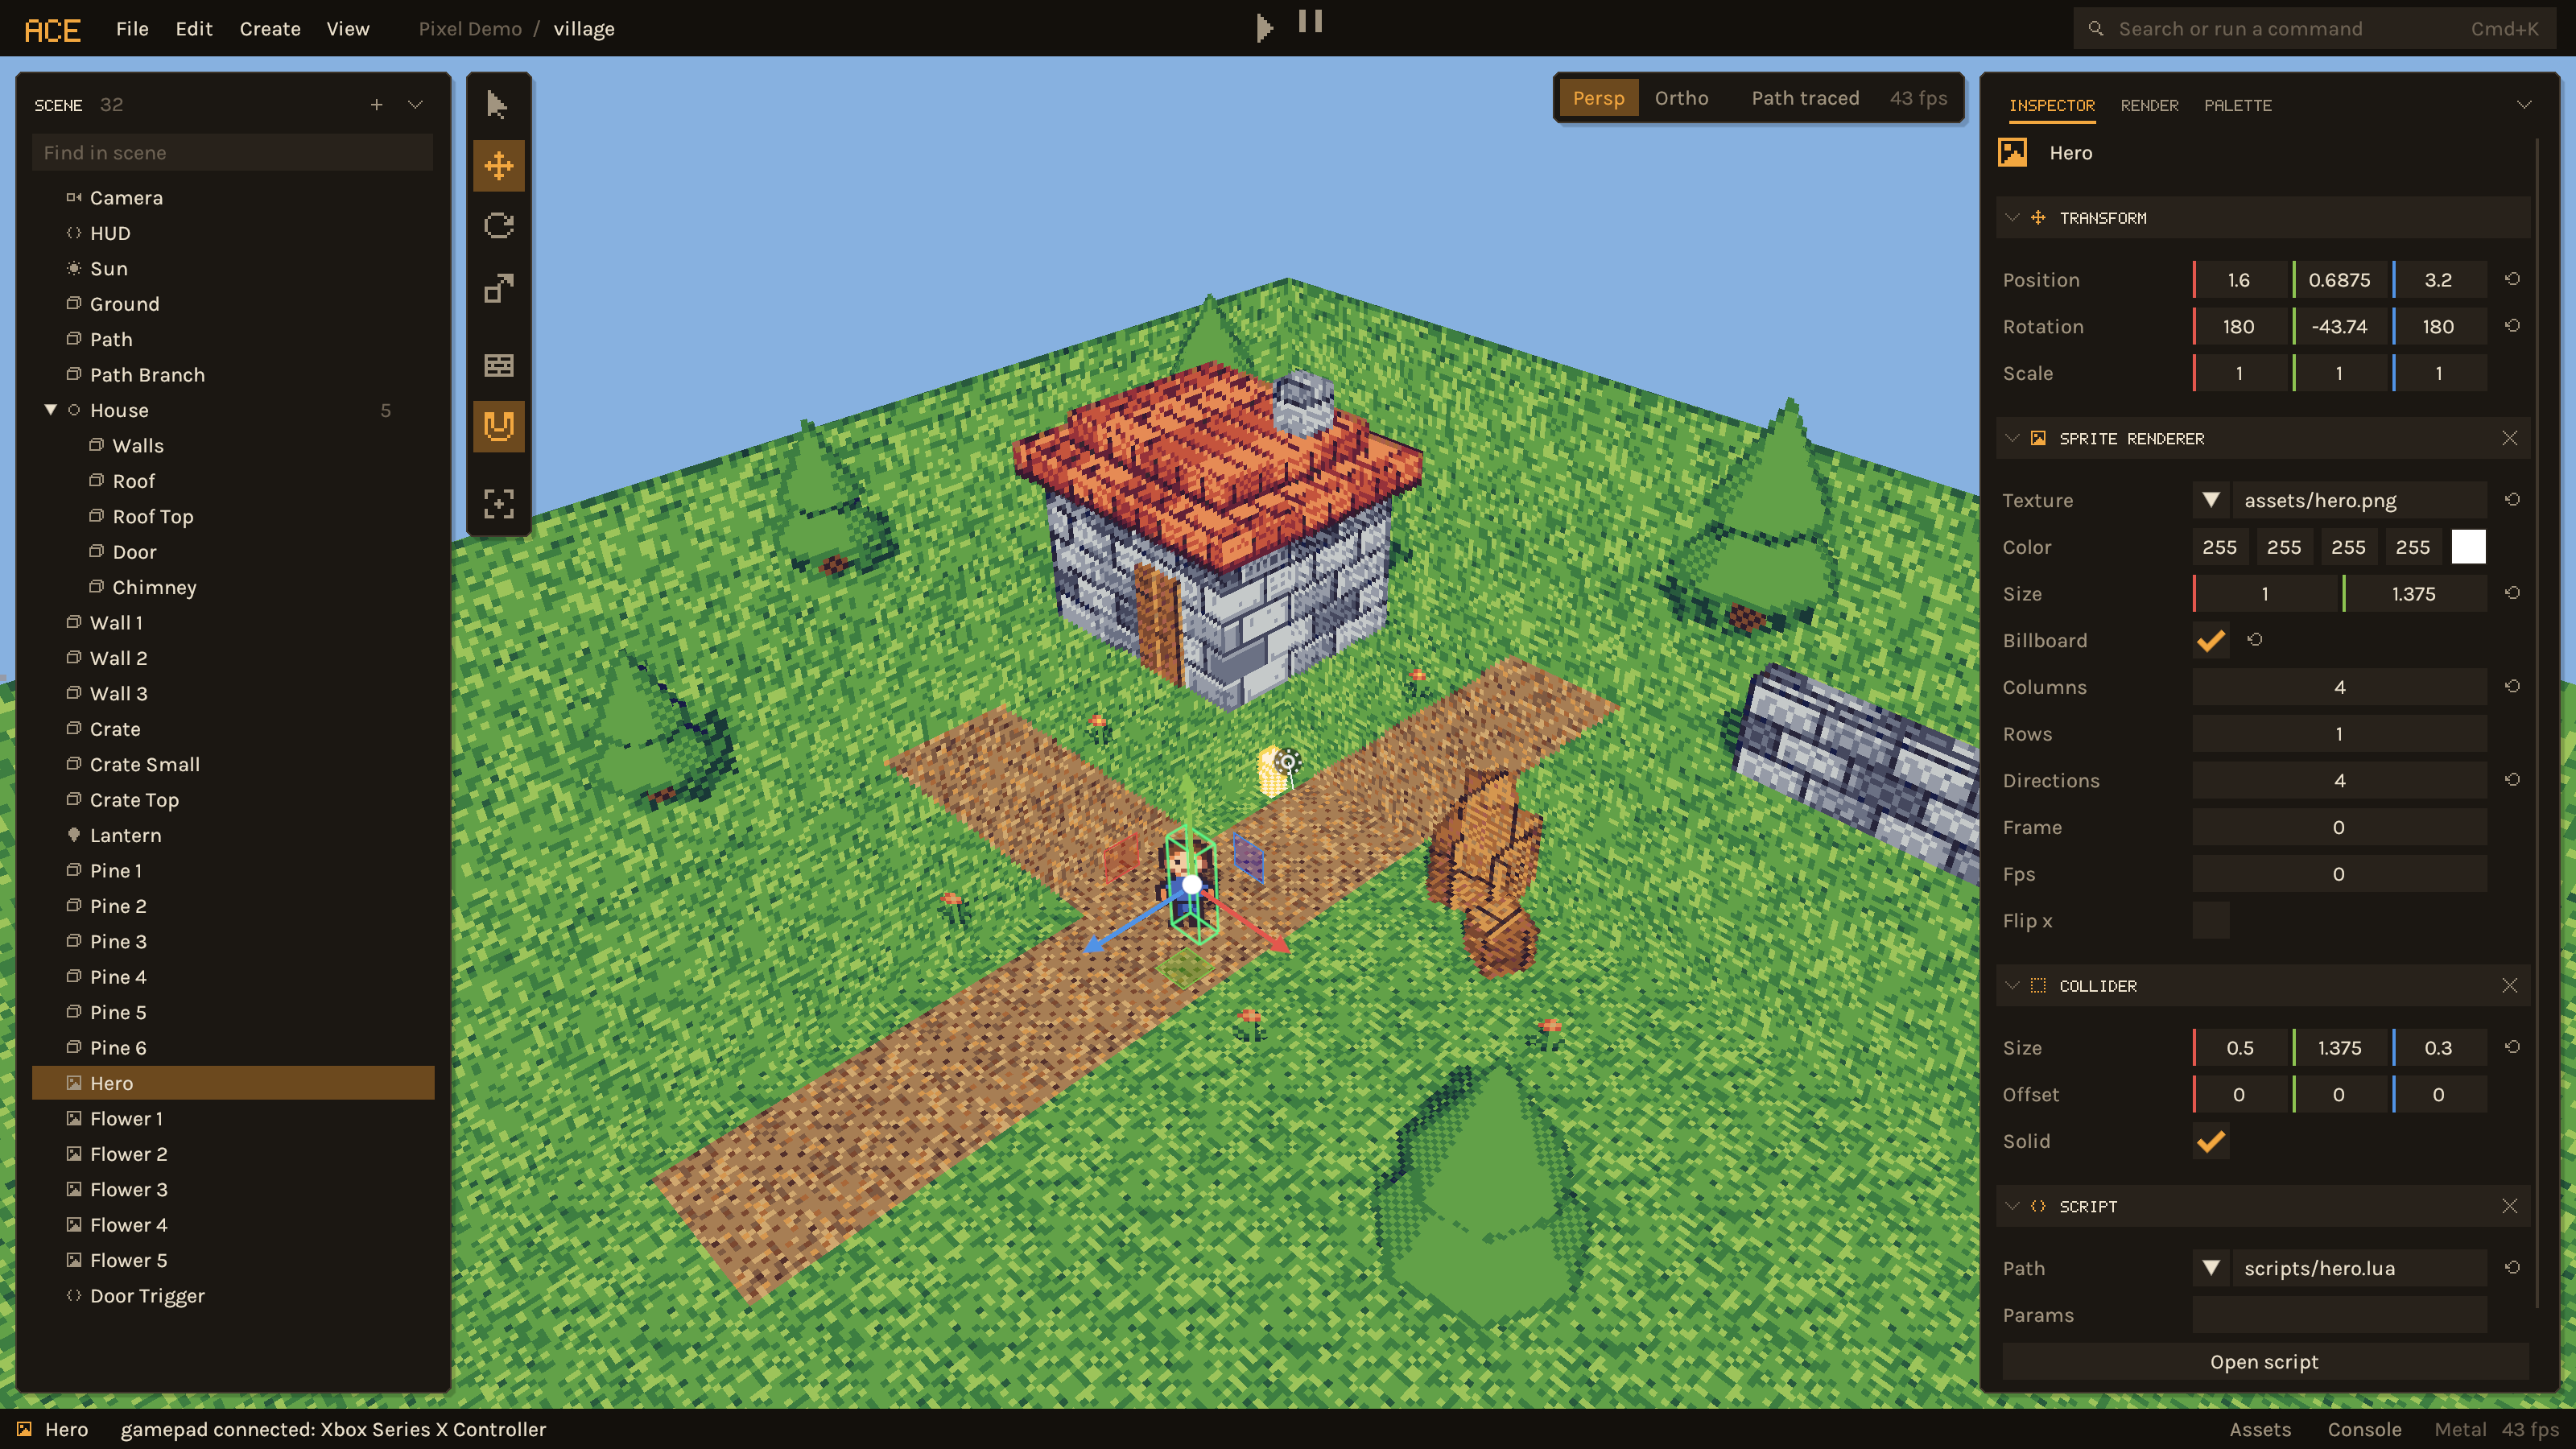 ACE File Edit Create View Pixel Demo / village Search or run a command Cmd+K
SCENE 32
Find in scene
Camera
HUD
Sun
Ground
Path
Path Branch
House 5
Walls
Roof
Roof Top
Door
Chimney
Wall 1
Wall 2
Wall 3
Crate
Crate Small
Crate Top
Lantern
Pine 1
Pine 2
Pine 3
Pine 4
Pine 5
Pine 6
Hero
Flower 1
Flower 2
Flower 3
Flower 4
Flower 5
Door Trigger
Persp Ortho Path traced 43 fps
INSPECTOR RENDER PALETTE
Hero
TRANSFORM
Position 1.6 0.6875 3.2
Rotation 180 -43.74 180
Scale 1 1 1
SPRITE RENDERER
Texture assets/hero.png
Color 255 255 255 255
Size 1 1.375
Billboard
Columns 4
Rows 1
Directions 4
Frame 0
Fps 0
Flip x
COLLIDER
Size 0.5 1.375 0.3
Offset 0 0 0
Solid
SCRIPT
Path scripts/hero.lua
Params
Open script
Hero gamepad connected: Xbox Series X Controller Assets Console Metal 43 fps